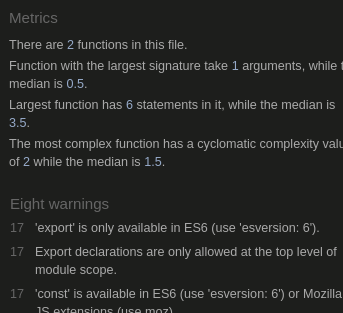 Metrics
There are 2 functions in this file.
Function with the largest signature take 1 arguments, while
median is 0.5.
Largest function has 6 statements in it, while the median is
3.5.
The most complex function has a cyclomatic complexity
of 2 while the median is 1.5.
Eight warnings
17 'export' is only available in ES6 (use 'esversion: 6').
17 Export declarations are only allowed at the top level of
module scope.
17 'const' is available in ES6 (use 'esversion: 6') or Mozilla
JS extensions (use moz).